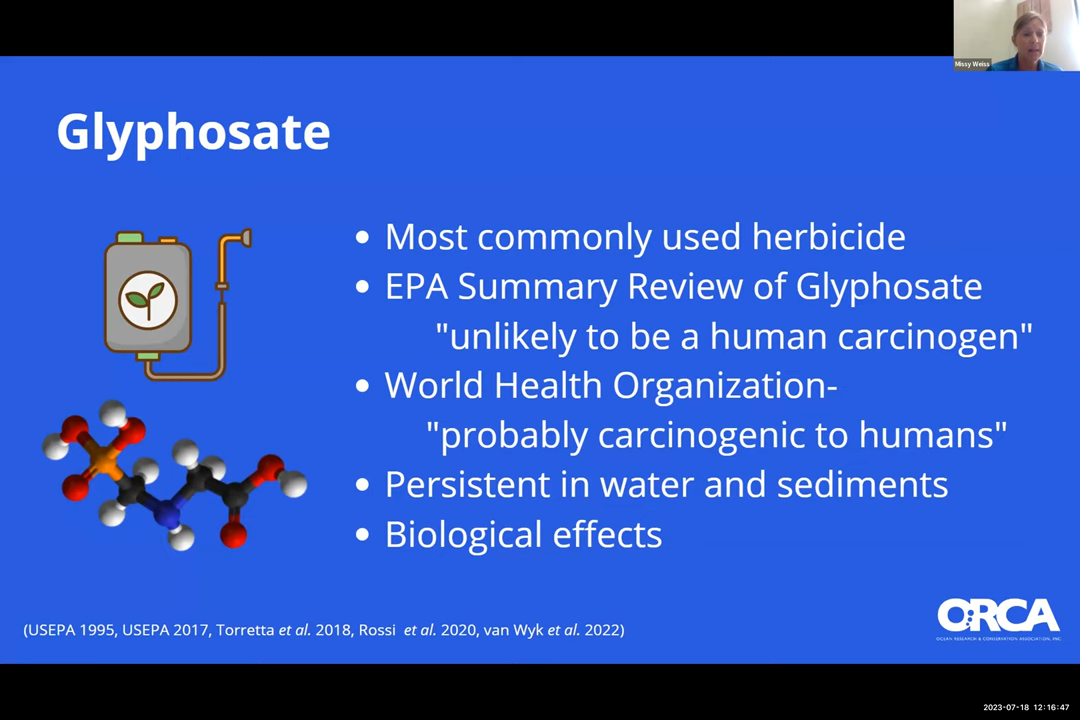 Missy Weiss
Glyphosate
• Most commonly used herbicide
• EPA Summary Review of Glyphosate
"unlikely to be a human carcinogen"
• World Health Organization-
"probably carcinogenic to humans"
• Persistent in water and sediments
• Biological effects
(USEPA 1995, USEPA 2017, Torretta et al. 2018, Rossi et al. 2020, van Wyk et al. 2022)
ORCA
OCEAN RESEARCH & CONSERVATION ASSOCIATION, INC.
2023-07-18 12:16:47